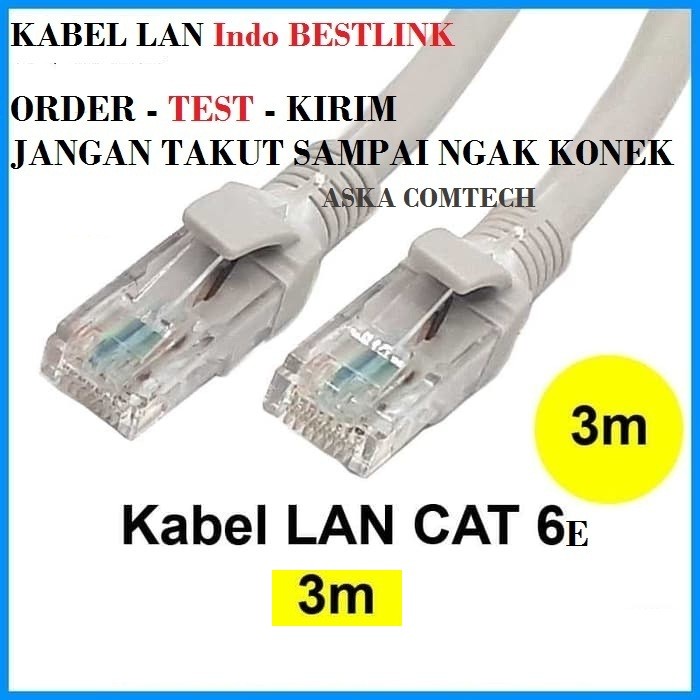 KABEL LAN Indo BESTLINK
ORDER - TEST - KIRIM
JANGAN TAKUT SAMPAI NGAK KONEK
ASKA COMTECH
3m
Kabel LAN CAT 6E
3m